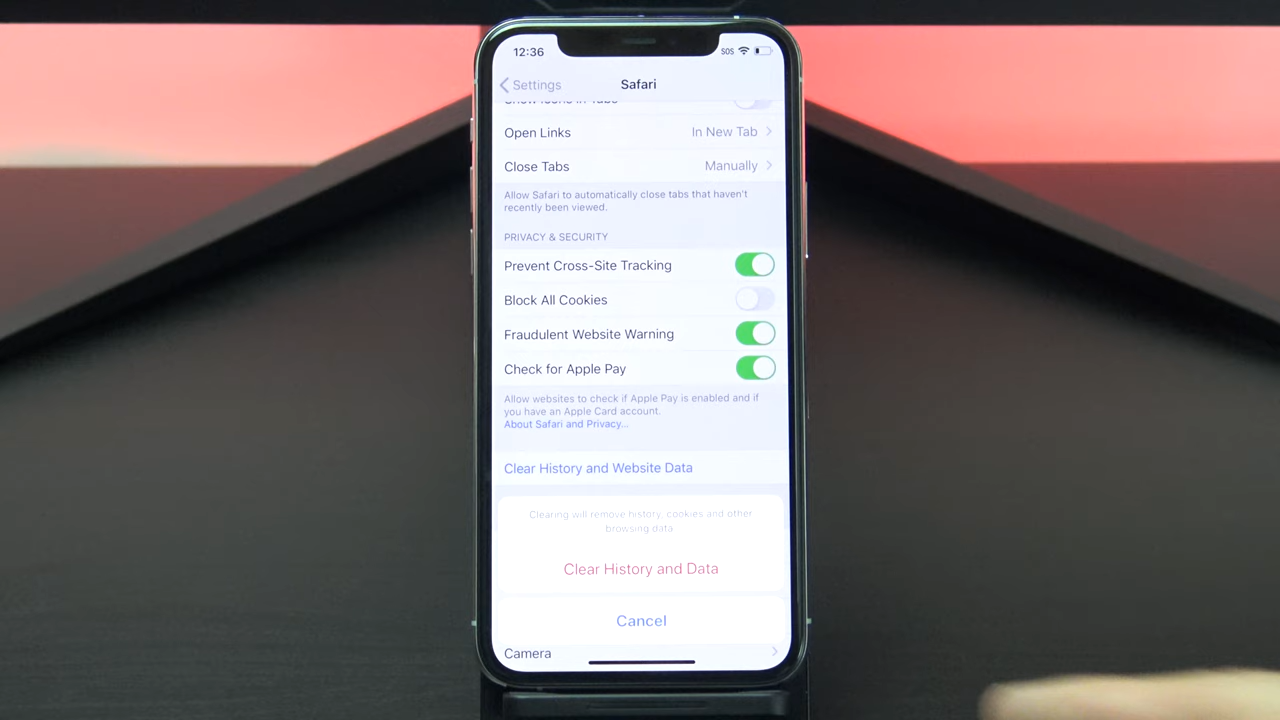 12:36
SOS
Settings
Safari
Show Icons in Tabs
Open Links
In New Tab
Close Tabs
Manually
Allow Safari to automatically close tabs that haven't
recently been viewed.
PRIVACY & SECURITY
Prevent Cross-Site Tracking
Block All Cookies
Fraudulent Website Warning
Check for Apple Pay
Allow websites to check if Apple Pay is enabled and if
you have an Apple Card account.
About Safari and Privacy...
Clear History and Website Data
Clearing will remove history, cookies and other
browsing data.
Clear History and Data
Cancel
Camera